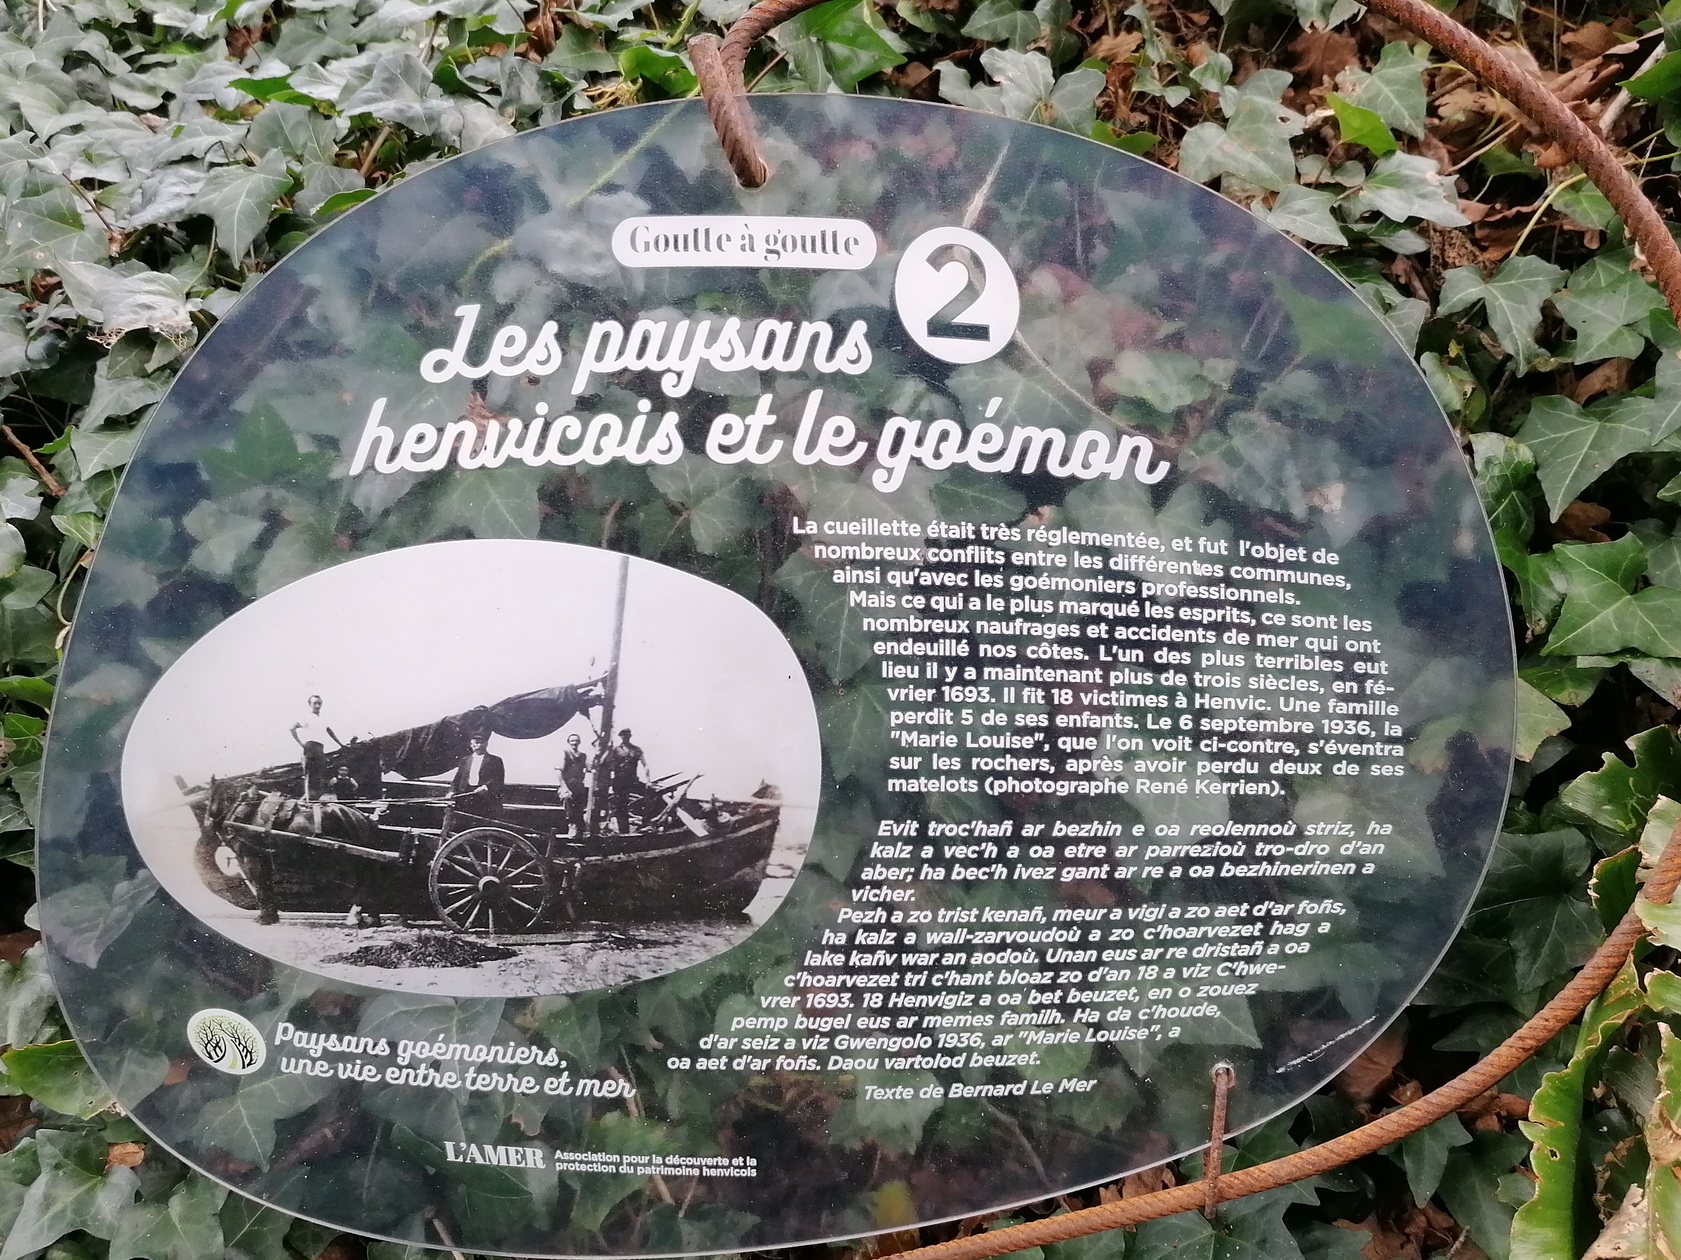 Goutte à goutte
2
Les paysans
henvicois et le goémon
La cueillette était très réglementée, et fut l'objet de
nombreux conflits entre les différentes communes,
ainsi qu'avec les goémoniers professionnels.
Mais ce qui a le plus marqué les esprits, ce sont les
nombreux naufrages et accidents de mer qui ont
endeuillé nos côtes. L'un des plus terribles eut
lieu il y a maintenant plus de trois siècles, en fé-
vrier 1693. Il fit 18 victimes à Henvic. Une famille
perdit 5 de ses enfants. Le 6 septembre 1936, la
"Marie Louise", que l'on voit ci-contre, s'éventra
sur les rochers, après avoir perdu deux de ses
matelots (photographe René Kerrien).
Evit troc'hañ ar bezhin e oa reolennoù striz, ha
kalz a vec'h a oa etre ar parrezioù tro-dro d'an
aber; ha bec'h ivez gant ar re a oa bezhinerinen a
vicher.
Pezh a zo trist kenañ, meur a vigi a zo aet d'ar foñs,
ha kalz a wall-zarvoudoù a zo c'hoarvezet hag a
lake kañv war an aodoù. Unan eus ar re dristañ a oa
c'hoarvezet tri c'hant bloaz zo d'an 18 a viz C'hwe-
vrer 1693. 18 Henvigiz a oa bet beuzet, en o zouez
pemp bugel eus ar memes familh. Ha da c'houde,
d'ar seiz a viz Gwengolo 1936, ar "Marie Louise", a
oa aet d'ar foñs. Daou vartolod beuzet.
Texte de Bernard Le Mer
Paysans goémoniers,
une vie entre terre et mer
L'AMER Association pour la découverte et la
protection du patrimoine henvicois